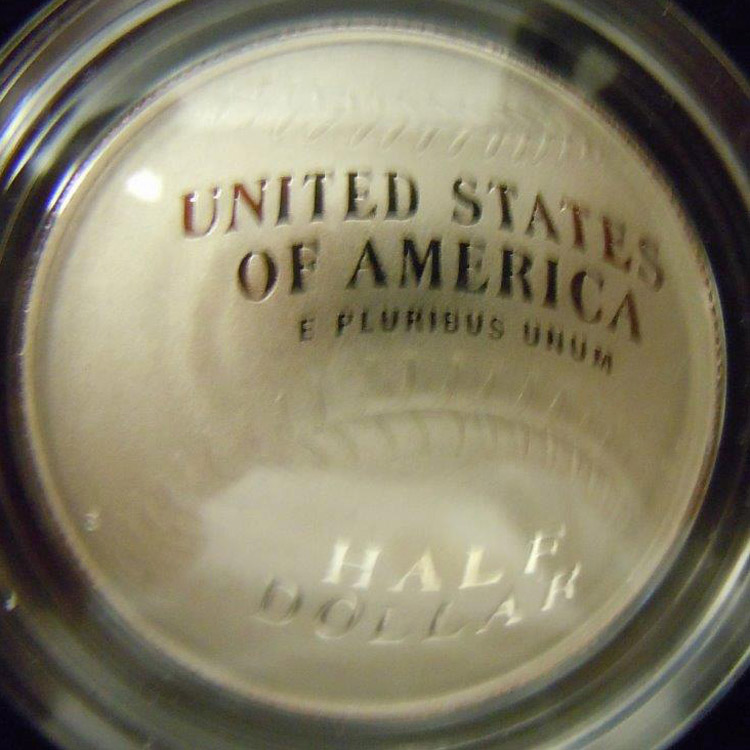 UNITED STATES
OF AMERICA
E PLURIBUS UNUM
HALF
DOLLAR